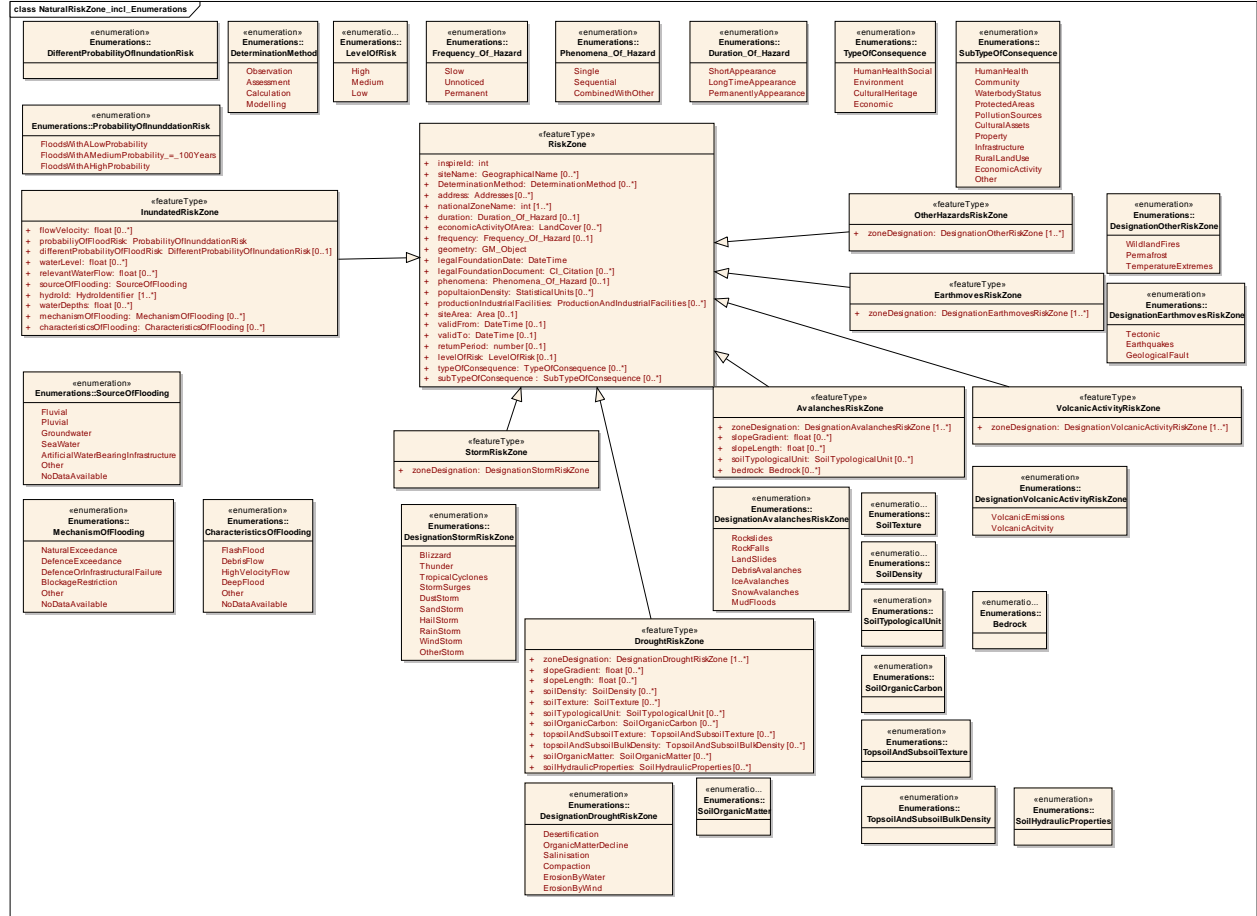 class NaturalRiskZone_incl_Enumerations
«enumeration»
Enumerations::
DifferentProbabilityOfInundationRisk
«enumeration»
Enumerations::
DeterminationMethod
Observation
Assessment
Calculation
Modelling
«enumeratio...
Enumerations::
LevelOfRisk
High
Medium
Low
«enumeration»
Enumerations::
Frequency_Of_Hazard
Slow
Unnoticed
Permanent
«enumeration»
Enumerations::
Phenomena_Of_Hazard
Single
Sequential
CombinedWithOther
«enumeration»
Enumerations::
Duration_Of_Hazard
ShortAppearance
LongTimeAppearance
PermanentlyAppearance
«enumeration»
Enumerations::
TypeOfConsequence
HumanHealthSocial
Environment
CulturalHeritage
Economic
«enumeration»
Enumerations::
SubTypeOfConsequence
HumanHealth
Community
WaterbodyStatus
ProtectedAreas
PollutionSources
CulturalAssets
Property
Infrastructure
RuralLandUse
EconomicActivity
Other
«enumeration»
Enumerations::ProbabilityOfInunddationRisk
FloodsWithALowProbability
FloodsWithAMediumProbability_=_100Years
FloodsWithAHighProbability
«featureType»
RiskZone
+ inspireId: int
+ siteName: GeographicalName [0..*]
+ DeterminationMethod: DeterminationMethod [0..*]
+ address: Addresses [0..*]
+ nationalZoneName: int [1..*]
+ duration: Duration_Of_Hazard [0..1]
+ economicActivityOfArea: LandCover [0..*]
+ frequency: Frequency_Of_Hazard [0..1]
+ geometry: GM_Object
+ legalFoundationDate: DateTime
+ legalFoundationDocument: CI_Citation [0..*]
+ phenomena: Phenomena_Of_Hazard [0..1]
+ popultaionDensity: StatisticalUnits [0..*]
+ productionIndustrialFacilities: ProductionAndIndustrialFacilities [0..*]
+ siteArea: Area [0..1]
+ validFrom: DateTime [0..1]
+ validTo: DateTime [0..1]
+ returnPeriod: number [0..1]
+ levelOfRisk: LevelOfRisk [0..1]
+ typeOfConsequence: TypeOfConsequence [0..*]
+ subTypeOfConsequence : SubTypeOfConsequence [0..*]
«featureType»
InundatedRiskZone
+ flowVelocity: float [0..*]
+ probabiliyOfFloodRisk: ProbabilityOfInunddationRisk
+ differentProbabilityOfFloodRisk: DifferentProbabilityOfInundationRisk [0..1]
+ waterLevel: float [0..*]
+ relevantWaterFlow: float [0..*]
+ sourceOfFlooding: SourceOfFlooding
+ hydroId: HydroIdentifier [1..*]
+ waterDepths: float [0..*]
+ mechanismOfFlooding: MechanismOfFlooding [0..*]
+ characteristicsOfFlooding: CharacteristicsOfFlooding [0..*]
«featureType»
OtherHazardsRiskZone
+ zoneDesignation: DesignationOtherRiskZone [1..*]
«enumeration»
Enumerations::
DesignationOtherRiskZone
WildlandFires
Permafrost
TemperatureExtremes
«featureType»
EarthmovesRiskZone
+ zoneDesignation: DesignationEarthmovesRiskZone [1..*]
«enumeration»
Enumerations::
DesignationEarthmovesRiskZone
Tectonic
Earthquakes
GeologicalFault
«enumeration»
Enumerations::SourceOfFlooding
Fluvial
Pluvial
Groundwater
SeaWater
ArtificialWaterBearingInfrastructure
Other
NoDataAvailable
«featureType»
AvalanchesRiskZone
+ zoneDesignation: DesignationAvalanchesRiskZone [1..*]
+ slopeGradient: float [0..*]
+ slopeLength: float [0..*]
+ soilTypologicalUnit: SoilTypologicalUnit [0..*]
+ bedrock: Bedrock [0..*]
«featureType»
VolcanicActivityRiskZone
+ zoneDesignation: DesignationVolcanicActivityRiskZone [1..*]
«featureType»
StormRiskZone
+ zoneDesignation: DesignationStormRiskZone
«enumeration»
Enumerations::
DesignationVolcanicActivityRiskZone
VolcanicEmissions
VolcanicAcitvity
«enumeration»
Enumerations::
MechanismOfFlooding
NaturalExceedance
DefenceExceedance
DefenceOrInfrastructuralFailure
BlockageRestriction
Other
NoDataAvailable
«enumeration»
Enumerations::
CharacteristicsOfFlooding
FlashFlood
DebrisFlow
HighVelocityFlow
DeepFlood
Other
NoDataAvailable
«enumeration»
Enumerations::
DesignationStormRiskZone
Blizzard
Thunder
TropicalCyclones
StormSurges
DustStorm
SandStorm
HailStorm
RainStorm
WindStorm
OtherStorm
«enumeration»
Enumerations::
DesignationAvalanchesRiskZone
Rockslides
RockFalls
LandSlides
DebrisAvalanches
IceAvalanches
SnowAvalanches
MudFloods
«enumeratio...
Enumerations::
SoilTexture
«enumeratio...
Enumerations::
SoilDensity
«enumeration»
Enumerations::
SoilTypologicalUnit
«enumeratio...
Enumerations::
Bedrock
«featureType»
DroughtRiskZone
+ zoneDesignation: DesignationDroughtRiskZone [1..*]
+ slopeGradient: float [0..*]
+ slopeLength: float [0..*]
+ soilDensity: SoilDensity [0..*]
+ soilTexture: SoilTexture [0..*]
+ soilTypologicalUnit: SoilTypologicalUnit [0..*]
+ soilOrganicCarbon: SoilOrganicCarbon [0..*]
+ topsoilAndSubsoilTexture: TopsoilAndSubsoilTexture [0..*]
+ topsoilAndSubsoilBulkDensity: TopsoilAndSubsoilBulkDensity [0..*]
+ soilOrganicMatter: SoilOrganicMatter [0..*]
+ soilHydraulicProperties: SoilHydraulicProperties [0..*]
«enumeration»
Enumerations::
SoilOrganicCarbon
«enumeration»
Enumerations::
TopsoilAndSubsoilTexture
«enumeration»
Enumerations::
DesignationDroughtRiskZone
Desertification
OrganicMatterDecline
Salinisation
Compaction
ErosionByWater
ErosionByWind
«enumeratio...
Enumerations::
SoilOrganicMatter
«enumeration»
Enumerations::
TopsoilAndSubsoilBulkDensity
«enumeration»
Enumerations::
SoilHydraulicProperties